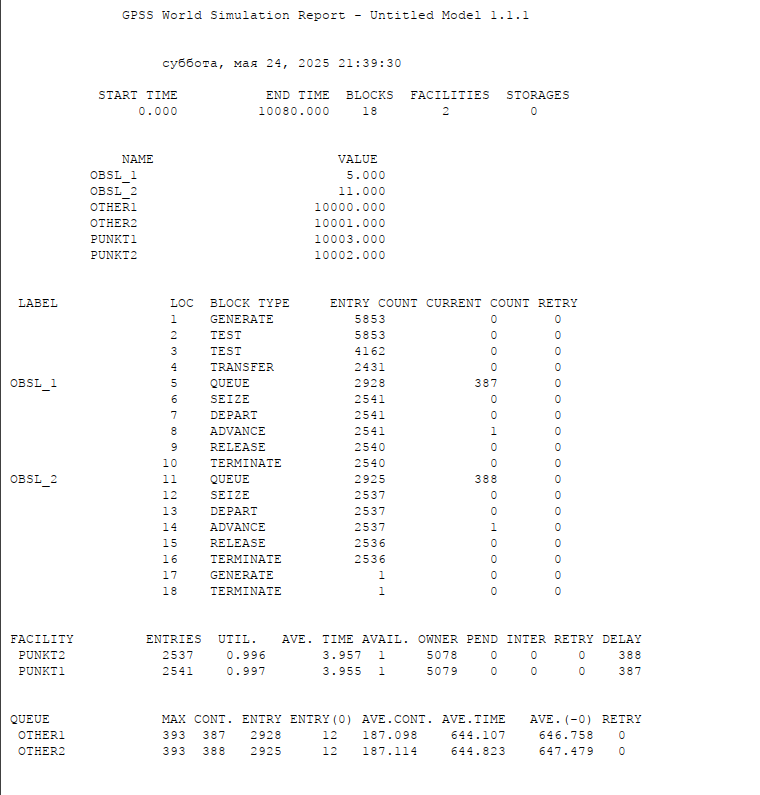 GPSS World Simulation Report - Untitled Model 1.1.1
суббота, мая 24, 2025 21:39:30
START TIME END TIME BLOCKS FACILITIES STORAGES
0.000 10080.000 18 2 0
NAME VALUE
OBSL_1 5.000
OBSL_2 11.000
OTHER1 10000.000
OTHER2 10001.000
PUNKT1 10003.000
PUNKT2 10002.000
LABEL LOC BLOCK TYPE ENTRY COUNT CURRENT COUNT RETRY
1 GENERATE 5853 0 0
2 TEST 5853 0 0
3 TEST 4162 0 0
4 TRANSFER 2431 0 0
OBSL_1 5 QUEUE 2928 387 0
6 SEIZE 2541 0 0
7 DEPART 2541 0 0
8 ADVANCE 2541 1 0
9 RELEASE 2540 0 0
10 TERMINATE 2540 0 0
OBSL_2 11 QUEUE 2925 388 0
12 SEIZE 2537 0 0
13 DEPART 2537 0 0
14 ADVANCE 2537 1 0
15 RELEASE 2536 0 0
16 TERMINATE 2536 0 0
17 GENERATE 1 0 0
18 TERMINATE 1 0 0
FACILITY ENTRIES UTIL. AVE. TIME AVAIL. OWNER PEND INTER RETRY DELAY
PUNKT2 2537 0.996 3.957 1 5078 0 0 0 388
PUNKT1 2541 0.997 3.955 1 5079 0 0 0 387
QUEUE MAX CONT. ENTRY ENTRY(0) AVE.CONT. AVE.TIME AVE.(-0) RETRY
OTHER1 393 387 2928 12 187.098 644.107 646.758 0
OTHER2 393 388 2925 12 187.114 644.823 647.479 0